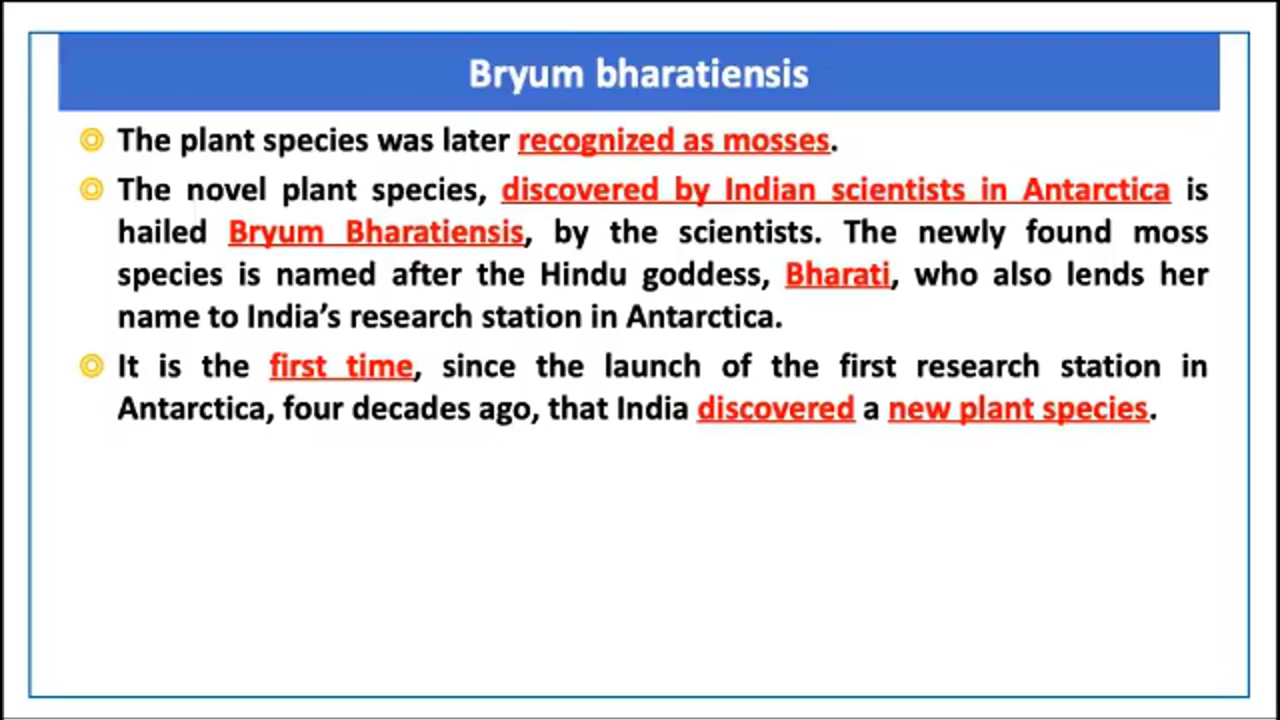 Bryum bharatiensis
The plant species was later recognized as mosses.
The novel plant species, discovered by Indian scientists in Antarctica is
hailed Bryum Bharatiensis, by the scientists. The newly found moss
species is named after the Hindu goddess, Bharati, who also lends her
name to India’s research station in Antarctica.
It is the first time, since the launch of the first research station in
Antarctica, four decades ago, that India discovered a new plant species.